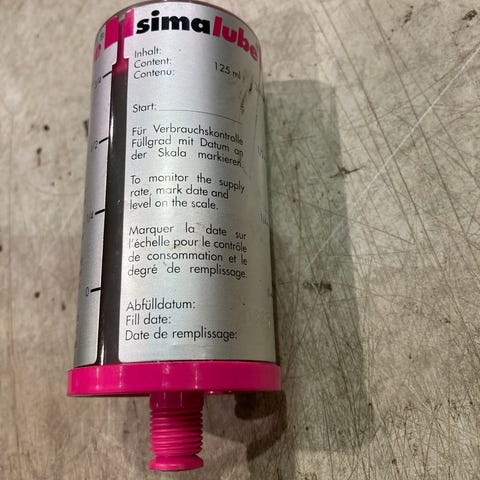 simalube
Inhalt:
Content: 125 ml
Contenu:
Start:
Für Verbrauchskontrolle
Füllgrad mit Datum an
der Skala markieren.
To monitor the supply
rate, mark date and
level on the scale.
Marquer la date sur
l'échelle pour le contrôle
de consommation et le
degré de remplissage.
Abfülldatum:
Fill date:
Date de remplissage:
0